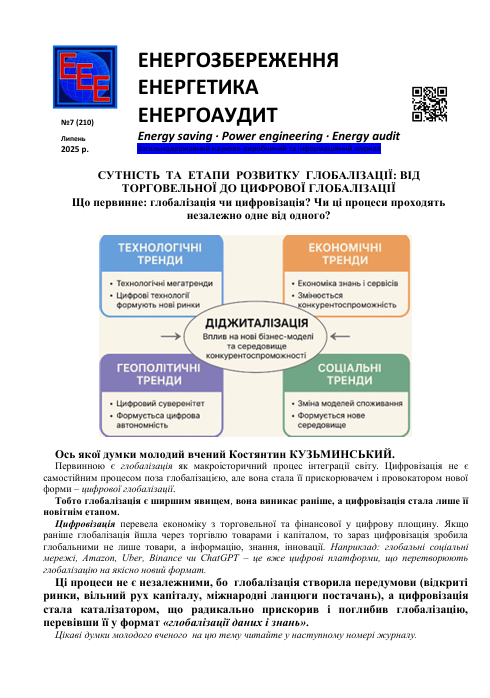 EEE
ЕНЕРГОЗБЕРЕЖЕННЯ
ЕНЕРГЕТИКА
ЕНЕРГОАУДИТ
№7 (210)
Липень
2025 р.
Energy saving · Power engineering · Energy audit
СУТНІСТЬ ТА ЕТАПИ РОЗВИТКУ ГЛОБАЛІЗАЦІЇ: ВІД
ТОРГОВЕЛЬНОЇ ДО ЦИФРОВОЇ ГЛОБАЛІЗАЦІЇ
Що первинне: глобалізація чи цифровізація? Чи ці процеси проходять
незалежно одне від одного?
ТЕХНОЛОГІЧНІ
ТРЕНДИ
• Технологічні мегатренди
• Цифрові технології
формують нові ринки
ЕКОНОМІЧНІ
ТРЕНДИ
• Економіка знань і сервісів
• Змінюється
конкурентоспроможність
ДІДЖИТАЛІЗАЦІЯ
Вплив на нові бізнес-моделі
та середовище
конкурентоспроможності
ГЕОПОЛІТИЧНІ
ТРЕНДИ
• Цифровий суверенітет
• Формуєтьса цифрова
автономність
СОЦІАЛЬНІ
ТРЕНДИ
• Зміна моделей споживання
• Формується нове
середовище
Ось якої думки молодий вчений Костянтин КУЗЬМИНСЬКИЙ.
Первинною є глобалізація як макроісторичний процес інтеграції світу. Цифровізація не є
самостійним процесом поза глобалізацією, але вона стала її прискорювачем і провокатором нової
форми – цифрової глобалізації.
Тобто глобалізація є ширшим явищем, вона виникає раніше, а цифровізація стала лише її
новітнім етапом.
Цифровізація перевела економіку з торговельної та фінансової у цифрову площину. Якщо
раніше глобалізація йшла через торгівлю товарами і капіталом, то зараз цифровізація зробила
глобальними не лише товари, а інформацію, знання, інновації. Наприклад: глобальні соціальні
мережі, Amazon, Uber, Binance чи ChatGPT – це вже цифрові платформи, що перетворюють
глобалізацію на якісно новий формат.
Ці процеси не є незалежними, бо глобалізація створила передумови (відкриті
ринки, вільний рух капіталу, міжнародні ланцюги постачань), а цифровізація
стала каталізатором, що радикально прискорив і поглибив глобалізацію,
перевівши її у формат «глобалізації даних і знань».
Цікаві думки молодого вченого на цю тему читайте у наступному номері журналу.